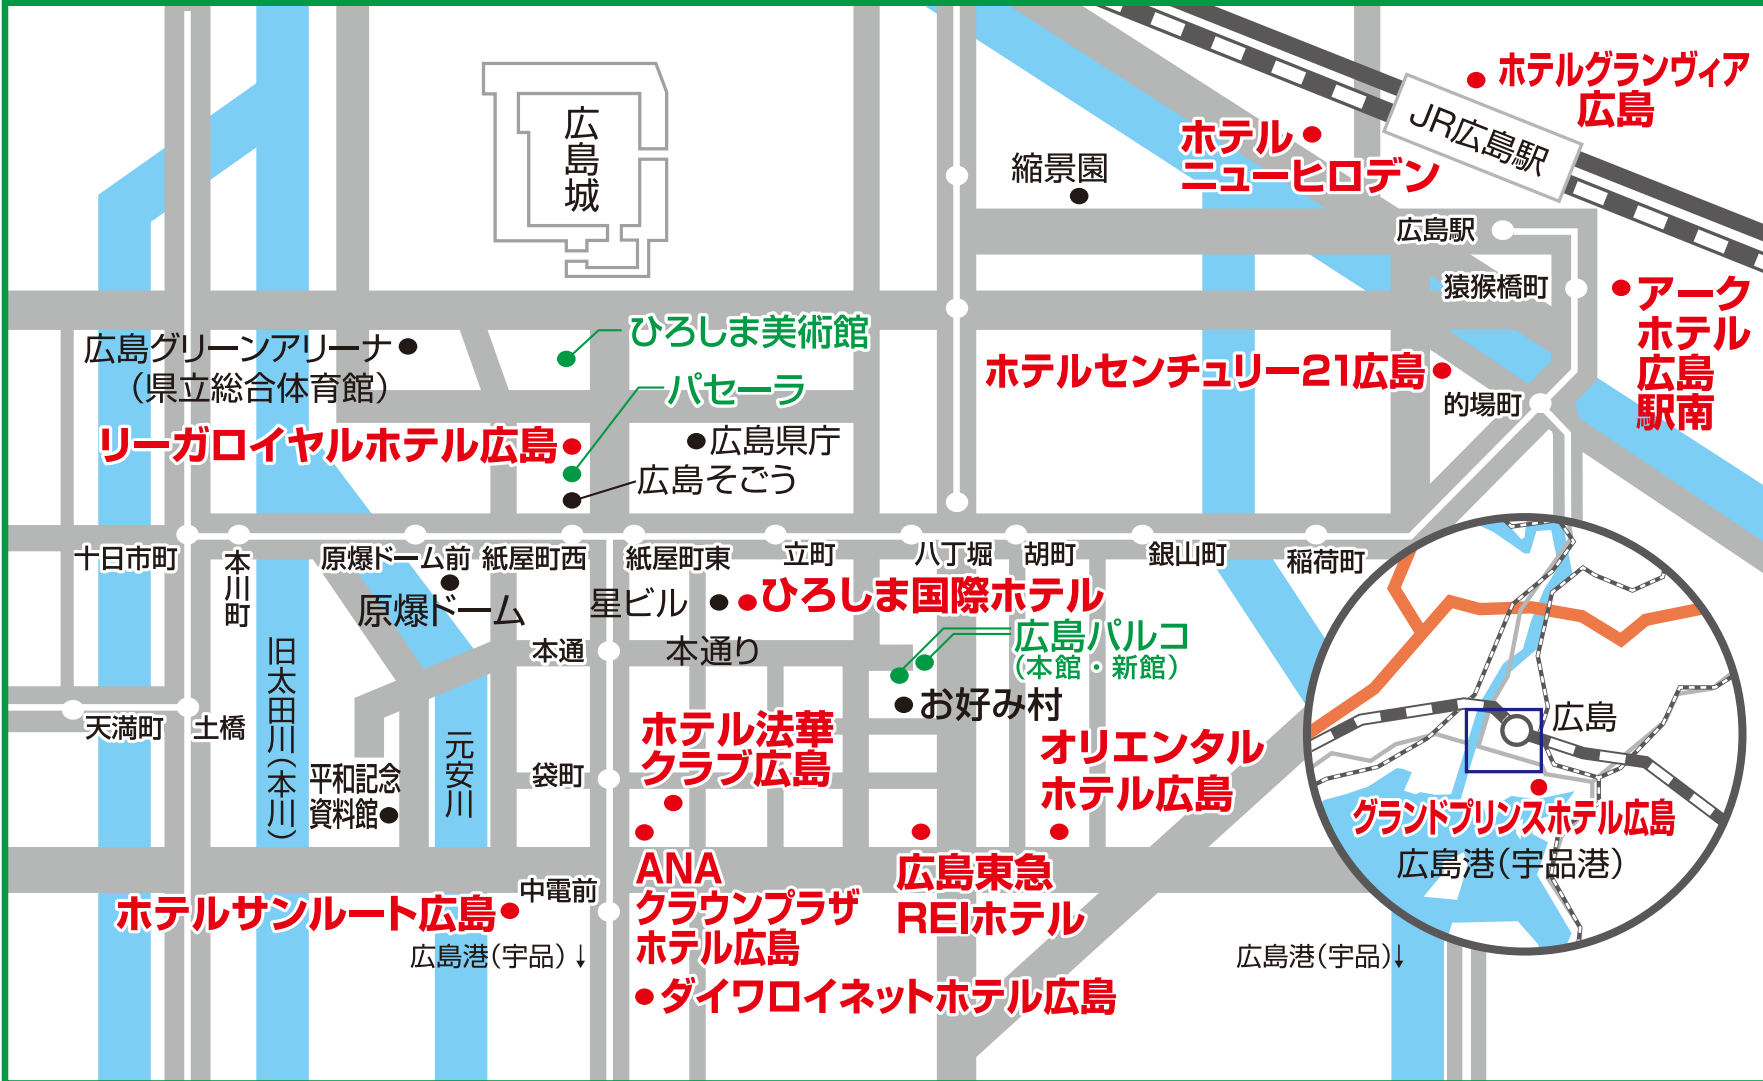 広島城
縮景園
ホテル
ニューヒロデン
ホテルグランヴィア
広島
JR広島駅
広島駅
猿猴橋町
アーク
ホテル
広島
駅南
広島グリーンアリーナ
（県立総合体育館）
ひろしま美術館
パセーラ
ホテルセンチュリー21広島
的場町
リーガロイヤルホテル広島
広島県庁
広島そごう
十日市町
本川町
原爆ドーム前
紙屋町西
紙屋町東
立町
八丁堀
胡町
銀山町
稲荷町
原爆ドーム
星ビル
ひろしま国際ホテル
本通
本通り
広島パルコ
（本館・新館）
お好み村
天満町
土橋
旧太田川（本川）
元安川
平和記念
資料館
袋町
ホテル法華
クラブ広島
オリエンタル
ホテル広島
広島
グランドプリンスホテル広島
広島港（宇品港）
ホテルサンルート広島
中電前
ANA
クラウンプラザ
ホテル広島
広島東急
REIホテル
広島港（宇品）↓
広島港（宇品）↓
ダイワロイネットホテル広島